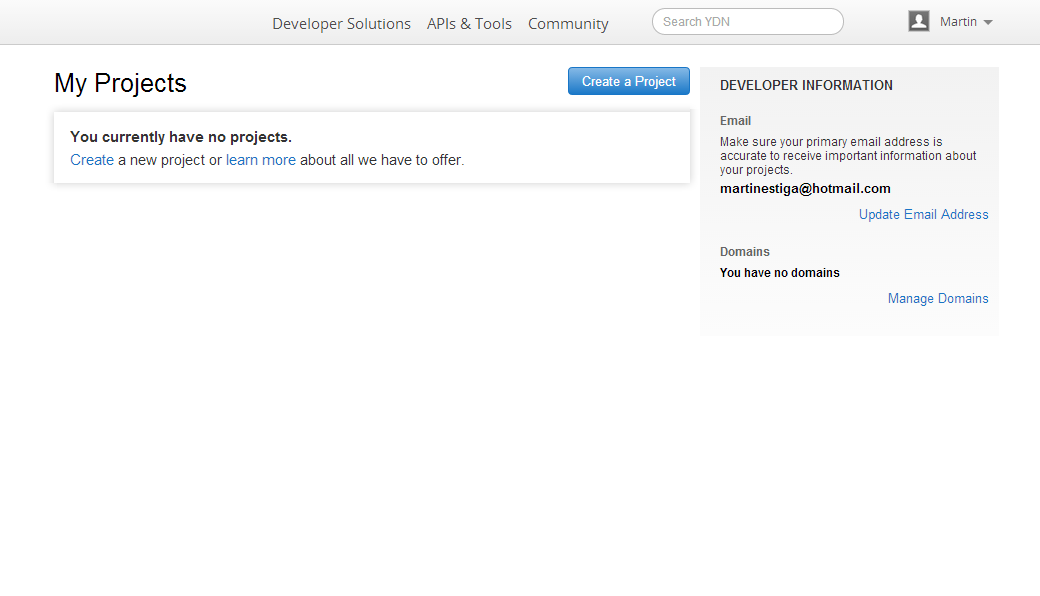 Developer Solutions APIs & Tools Community Search YDN Martin
My Projects
Create a Project
You currently have no projects.
Create a new project or learn more about all we have to offer.
DEVELOPER INFORMATION
Email
Make sure your primary email address is
accurate to receive important information about
your projects.
martinestiga@hotmail.com
Update Email Address
Domains
You have no domains
Manage Domains